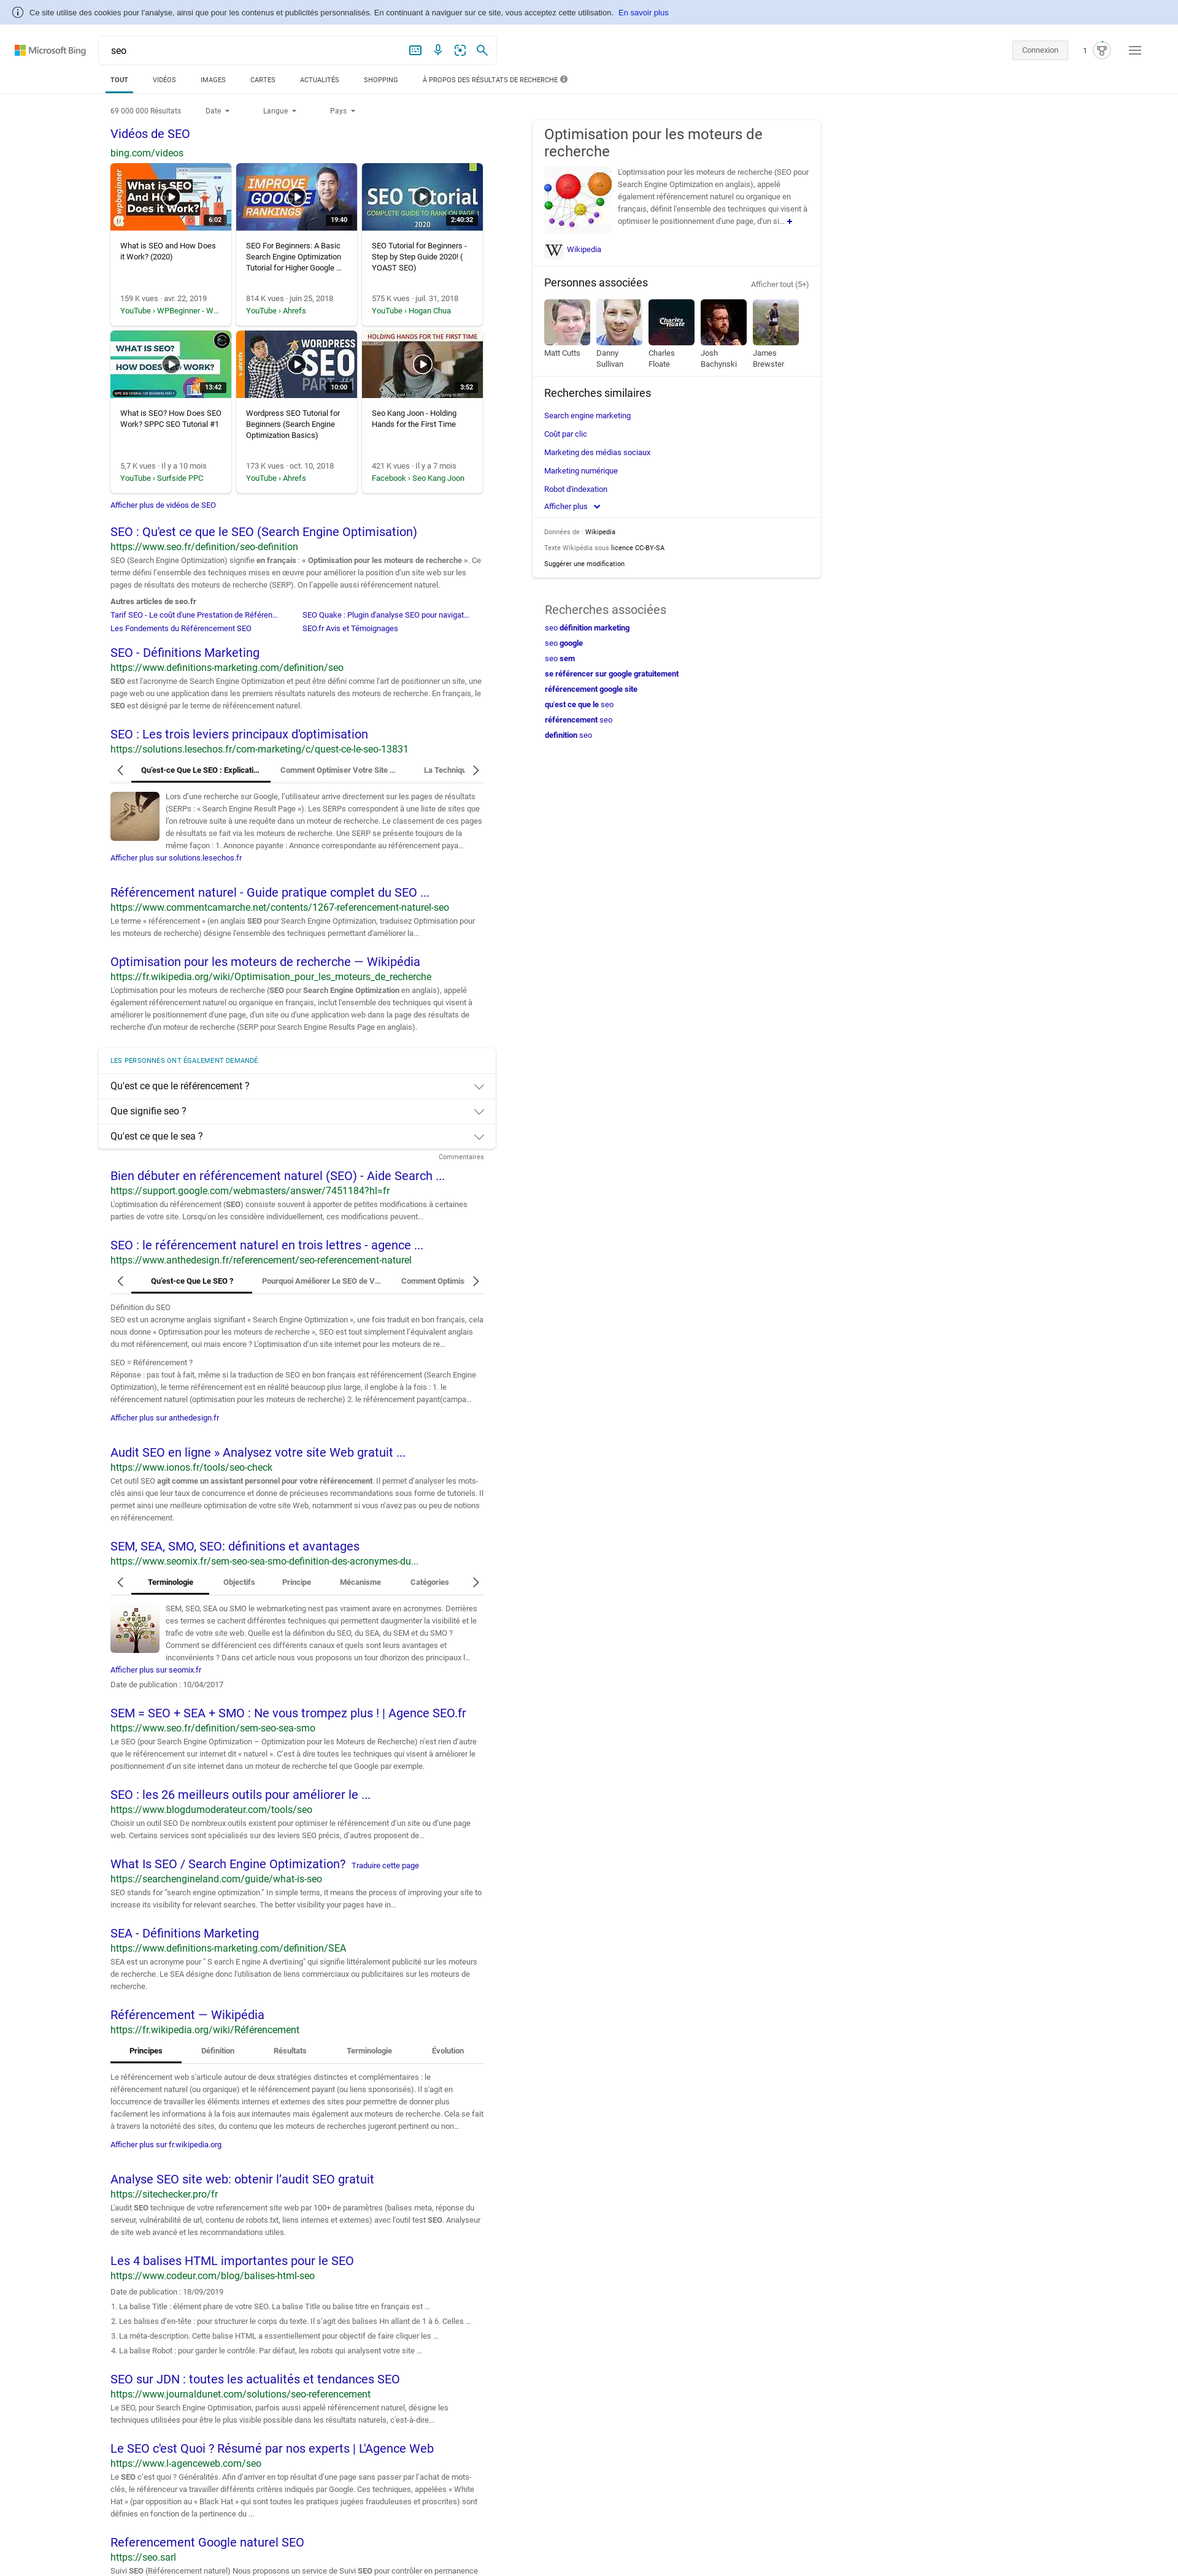 Ce site utilise des cookies pour l'analyse, ainsi que pour les contenus et publicités personnalisés. En continuant à naviguer sur ce site, vous acceptez cette utilisation. En savoir plus
Microsoft Bing
seo
Connexion
1
TOUT
VIDÉOS
IMAGES
CARTES
ACTUALITÉS
SHOPPING
À PROPOS DES RÉSULTATS DE RECHERCHE
69 000 000 Résultats
Date
Langue
Pays
Vidéos de SEO
bing.com/videos
wpbeginner
What is SEO
And How
Does it Work?
6:02
What is SEO and How Does
it Work? (2020)
159 K vues · avr. 22, 2019
YouTube › WPBeginner - W...
IMPROVE
GOOGLE
RANKINGS
19:40
SEO For Beginners: A Basic
Search Engine Optimization
Tutorial for Higher Google ...
814 K vues · juin 25, 2018
YouTube › Ahrefs
SEO Tutorial
COMPLETE GUIDE TO RANK ON PAGE 1
2020
2:40:32
SEO Tutorial for Beginners -
Step by Step Guide 2020! (
YOAST SEO)
575 K vues · juil. 31, 2018
YouTube › Hogan Chua
WHAT IS SEO?
HOW DOES SEO WORK?
13:42
What is SEO? How Does SEO
Work? SPPC SEO Tutorial #1
5,7 K vues · Il y a 10 mois
YouTube › Surfside PPC
ahrefs
WORDPRESS
SEO
PART #1
10:00
Wordpress SEO Tutorial for
Beginners (Search Engine
Optimization Basics)
173 K vues · oct. 10, 2018
YouTube › Ahrefs
HOLDING HANDS FOR THE FIRST TIME
3:52
Seo Kang Joon - Holding
Hands for the First Time
421 K vues · Il y a 7 mois
Facebook › Seo Kang Joon
Afficher plus de vidéos de SEO
SEO : Qu'est ce que le SEO (Search Engine Optimisation)
https://www.seo.fr/definition/seo-definition
SEO (Search Engine Optimization) signifie en français : « Optimisation pour les moteurs de recherche ». Ce
terme défini l'ensemble des techniques mises en œuvre pour améliorer la position d'un site web sur les
pages de résultats des moteurs de recherche (SERP). On l'appelle aussi référencement naturel.
Autres articles de seo.fr
Tarif SEO - Le coût d'une Prestation de Référen...
SEO Quake : Plugin d'analyse SEO pour navigat...
Les Fondements du Référencement SEO
SEO.fr Avis et Témoignages
SEO - Définitions Marketing
https://www.definitions-marketing.com/definition/seo
SEO est l'acronyme de Search Engine Optimization et peut être défini comme l'art de positionner un site, une
page web ou une application dans les premiers résultats naturels des moteurs de recherche. En français, le
SEO est désigné par le terme de référencement naturel.
SEO : Les trois leviers principaux d'optimisation
https://solutions.lesechos.fr/com-marketing/c/quest-ce-le-seo-13831
Qu'est-ce Que Le SEO : Explicati...
Comment Optimiser Votre Site ...
La Techniqu
SEO
Lors d'une recherche sur Google, l'utilisateur arrive directement sur les pages de résultats
(SERPs : « Search Engine Result Page »). Les SERPs correspondent à une liste de sites que
l'on retrouve suite à une requête dans un moteur de recherche. Le classement de ces pages
de résultats se fait via les moteurs de recherche. Une SERP se présente toujours de la
même façon : 1. Annonce payante : Annonce correspondante au référencement paya...
Afficher plus sur solutions.lesechos.fr
Référencement naturel - Guide pratique complet du SEO ...
https://www.commentcamarche.net/contents/1267-referencement-naturel-seo
Le terme « référencement » (en anglais SEO pour Search Engine Optimization, traduisez Optimisation pour
les moteurs de recherche) désigne l'ensemble des techniques permettant d'améliorer la...
Optimisation pour les moteurs de recherche — Wikipédia
https://fr.wikipedia.org/wiki/Optimisation_pour_les_moteurs_de_recherche
L'optimisation pour les moteurs de recherche (SEO pour Search Engine Optimization en anglais), appelé
également référencement naturel ou organique en français, inclut l'ensemble des techniques qui visent à
améliorer le positionnement d'une page, d'un site ou d'une application web dans la page des résultats de
recherche d'un moteur de recherche (SERP pour Search Engine Results Page en anglais).
LES PERSONNES ONT ÉGALEMENT DEMANDÉ
Qu'est ce que le référencement ?
Que signifie seo ?
Qu'est ce que le sea ?
Commentaires
Bien débuter en référencement naturel (SEO) - Aide Search ...
https://support.google.com/webmasters/answer/7451184?hl=fr
L'optimisation du référencement (SEO) consiste souvent à apporter de petites modifications à certaines
parties de votre site. Lorsqu'on les considère individuellement, ces modifications peuvent...
SEO : le référencement naturel en trois lettres - agence ...
https://www.anthedesign.fr/referencement/seo-referencement-naturel
Qu'est-ce Que Le SEO ?
Pourquoi Améliorer Le SEO de V...
Comment Optimis
Définition du SEO
SEO est un acronyme anglais signifiant « Search Engine Optimization », une fois traduit en bon français, cela
nous donne « Optimisation pour les moteurs de recherche », SEO est tout simplement l'équivalent anglais
du mot référencement, oui mais encore ? L'optimisation d'un site internet pour les moteurs de re...
SEO = Référencement ?
Réponse : pas tout à fait, même si la traduction de SEO en bon français est référencement (Search Engine
Optimization), le terme référencement est en réalité beaucoup plus large, il englobe à la fois : 1. le
référencement naturel (optimisation pour les moteurs de recherche) 2. le référencement payant(campa...
Afficher plus sur anthedesign.fr
Audit SEO en ligne » Analysez votre site Web gratuit ...
https://www.ionos.fr/tools/seo-check
Cet outil SEO agit comme un assistant personnel pour votre référencement. Il permet d'analyser les mots-
clés ainsi que leur taux de concurrence et donne de précieuses recommandations sous forme de tutoriels. Il
permet ainsi une meilleure optimisation de votre site Web, notamment si vous n'avez pas ou peu de notions
en référencement.
SEM, SEA, SMO, SEO: définitions et avantages
https://www.seomix.fr/sem-seo-sea-smo-definition-des-acronymes-du...
Terminologie
Objectifs
Principe
Mécanisme
Catégories
SEM, SEO, SEA ou SMO le webmarketing nest pas vraiment avare en acronymes. Derrières
ces termes se cachent différentes techniques qui permettent daugmenter la visibilité et le
trafic de votre site web. Quelle est la définition du SEO, du SEA, du SEM et du SMO ?
Comment se différencient ces différents canaux et quels sont leurs avantages et
inconvénients ? Dans cet article nous vous proposons un tour dhorizon des principaux l...
Afficher plus sur seomix.fr
Date de publication : 10/04/2017
SEM = SEO + SEA + SMO : Ne vous trompez plus ! | Agence SEO.fr
https://www.seo.fr/definition/sem-seo-sea-smo
Le SEO (pour Search Engine Optimization – Optimization pour les Moteurs de Recherche) n'est rien d'autre
que le référencement sur internet dit « naturel ». C'est à dire toutes les techniques qui visent à améliorer le
positionnement d'un site internet dans un moteur de recherche tel que Google par exemple.
SEO : les 26 meilleurs outils pour améliorer le ...
https://www.blogdumoderateur.com/tools/seo
Choisir un outil SEO De nombreux outils existent pour optimiser le référencement d'un site ou d'une page
web. Certains services sont spécialisés sur des leviers SEO précis, d'autres proposent de...
What Is SEO / Search Engine Optimization? Traduire cette page
https://searchengineland.com/guide/what-is-seo
SEO stands for “search engine optimization.” In simple terms, it means the process of improving your site to
increase its visibility for relevant searches. The better visibility your pages have in...
SEA - Définitions Marketing
https://www.definitions-marketing.com/definition/SEA
SEA est un acronyme pour " S earch E ngine A dvertising" qui signifie littéralement publicité sur les moteurs
de recherche. Le SEA désigne donc l'utilisation de liens commerciaux ou publicitaires sur les moteurs de
recherche.
Référencement — Wikipédia
https://fr.wikipedia.org/wiki/Référencement
Principes
Définition
Résultats
Terminologie
Évolution
Le référencement web s'articule autour de deux stratégies distinctes et complémentaires : le
référencement naturel (ou organique) et le référencement payant (ou liens sponsorisés). Il s'agit en
loccurrence de travailler les éléments internes et externes des sites pour permettre de donner plus
facilement les informations à la fois aux internautes mais également aux moteurs de recherche. Cela se fait
à travers la notoriété des sites, du contenu que les moteurs de recherches jugeront pertinent ou non...
Afficher plus sur fr.wikipedia.org
Analyse SEO site web: obtenir l'audit SEO gratuit
https://sitechecker.pro/fr
L'audit SEO technique de votre referencement site web par 100+ de paramètres (balises meta, réponse du
serveur, vulnérabilité de url, contenu de robots.txt, liens internes et externes) avec l'outil test SEO. Analyseur
de site web avancé et les recommandations utiles.
Les 4 balises HTML importantes pour le SEO
https://www.codeur.com/blog/balises-html-seo
Date de publication : 18/09/2019
1. La balise Title : élément phare de votre SEO. La balise Title ou balise titre en français est ...
2. Les balises d'en-tête : pour structurer le corps du texte. Il s'agit des balises Hn allant de 1 à 6. Celles ...
3. La méta-description. Cette balise HTML a essentiellement pour objectif de faire cliquer les ...
4. La balise Robot : pour garder le contrôle. Par défaut, les robots qui analysent votre site ...
SEO sur JDN : toutes les actualités et tendances SEO
https://www.journaldunet.com/solutions/seo-referencement
Le SEO, pour Search Engine Optimisation, parfois aussi appelé référencement naturel, désigne les
techniques utilisées pour être le plus visible possible dans les résultats naturels, c'est-à-dire...
Le SEO c'est Quoi ? Résumé par nos experts | L'Agence Web
https://www.l-agenceweb.com/seo
Le SEO c'est quoi ? Généralités. Afin d'arriver en top résultat d'une page sans passer par l'achat de mots-
clés, le référenceur va travailler différents critères indiqués par Google. Ces techniques, appelées « White
Hat » (par opposition au « Black Hat » qui sont toutes les pratiques jugées frauduleuses et proscrites) sont
définies en fonction de la pertinence du ...
Referencement Google naturel SEO
https://seo.sarl
Suivi SEO (Référencement naturel) Nous proposons un service de Suivi SEO pour contrôler en permanence
Optimisation pour les moteurs de
recherche
L'optimisation pour les moteurs de recherche (SEO pour
Search Engine Optimization en anglais), appelé
également référencement naturel ou organique en
français, définit l'ensemble des techniques qui visent à
optimiser le positionnement d'une page, d'un si... +
W Wikipedia
Personnes associées
Afficher tout (5+)
Charles
Floate
Matt Cutts
Danny
Sullivan
Charles
Floate
Josh
Bachynski
James
Brewster
Recherches similaires
Search engine marketing
Coût par clic
Marketing des médias sociaux
Marketing numérique
Robot d'indexation
Afficher plus
Données de : Wikipedia
Texte Wikipédia sous licence CC-BY-SA
Suggérer une modification
Recherches associées
seo définition marketing
seo google
seo sem
se référencer sur google gratuitement
référencement google site
qu'est ce que le seo
référencement seo
definition seo